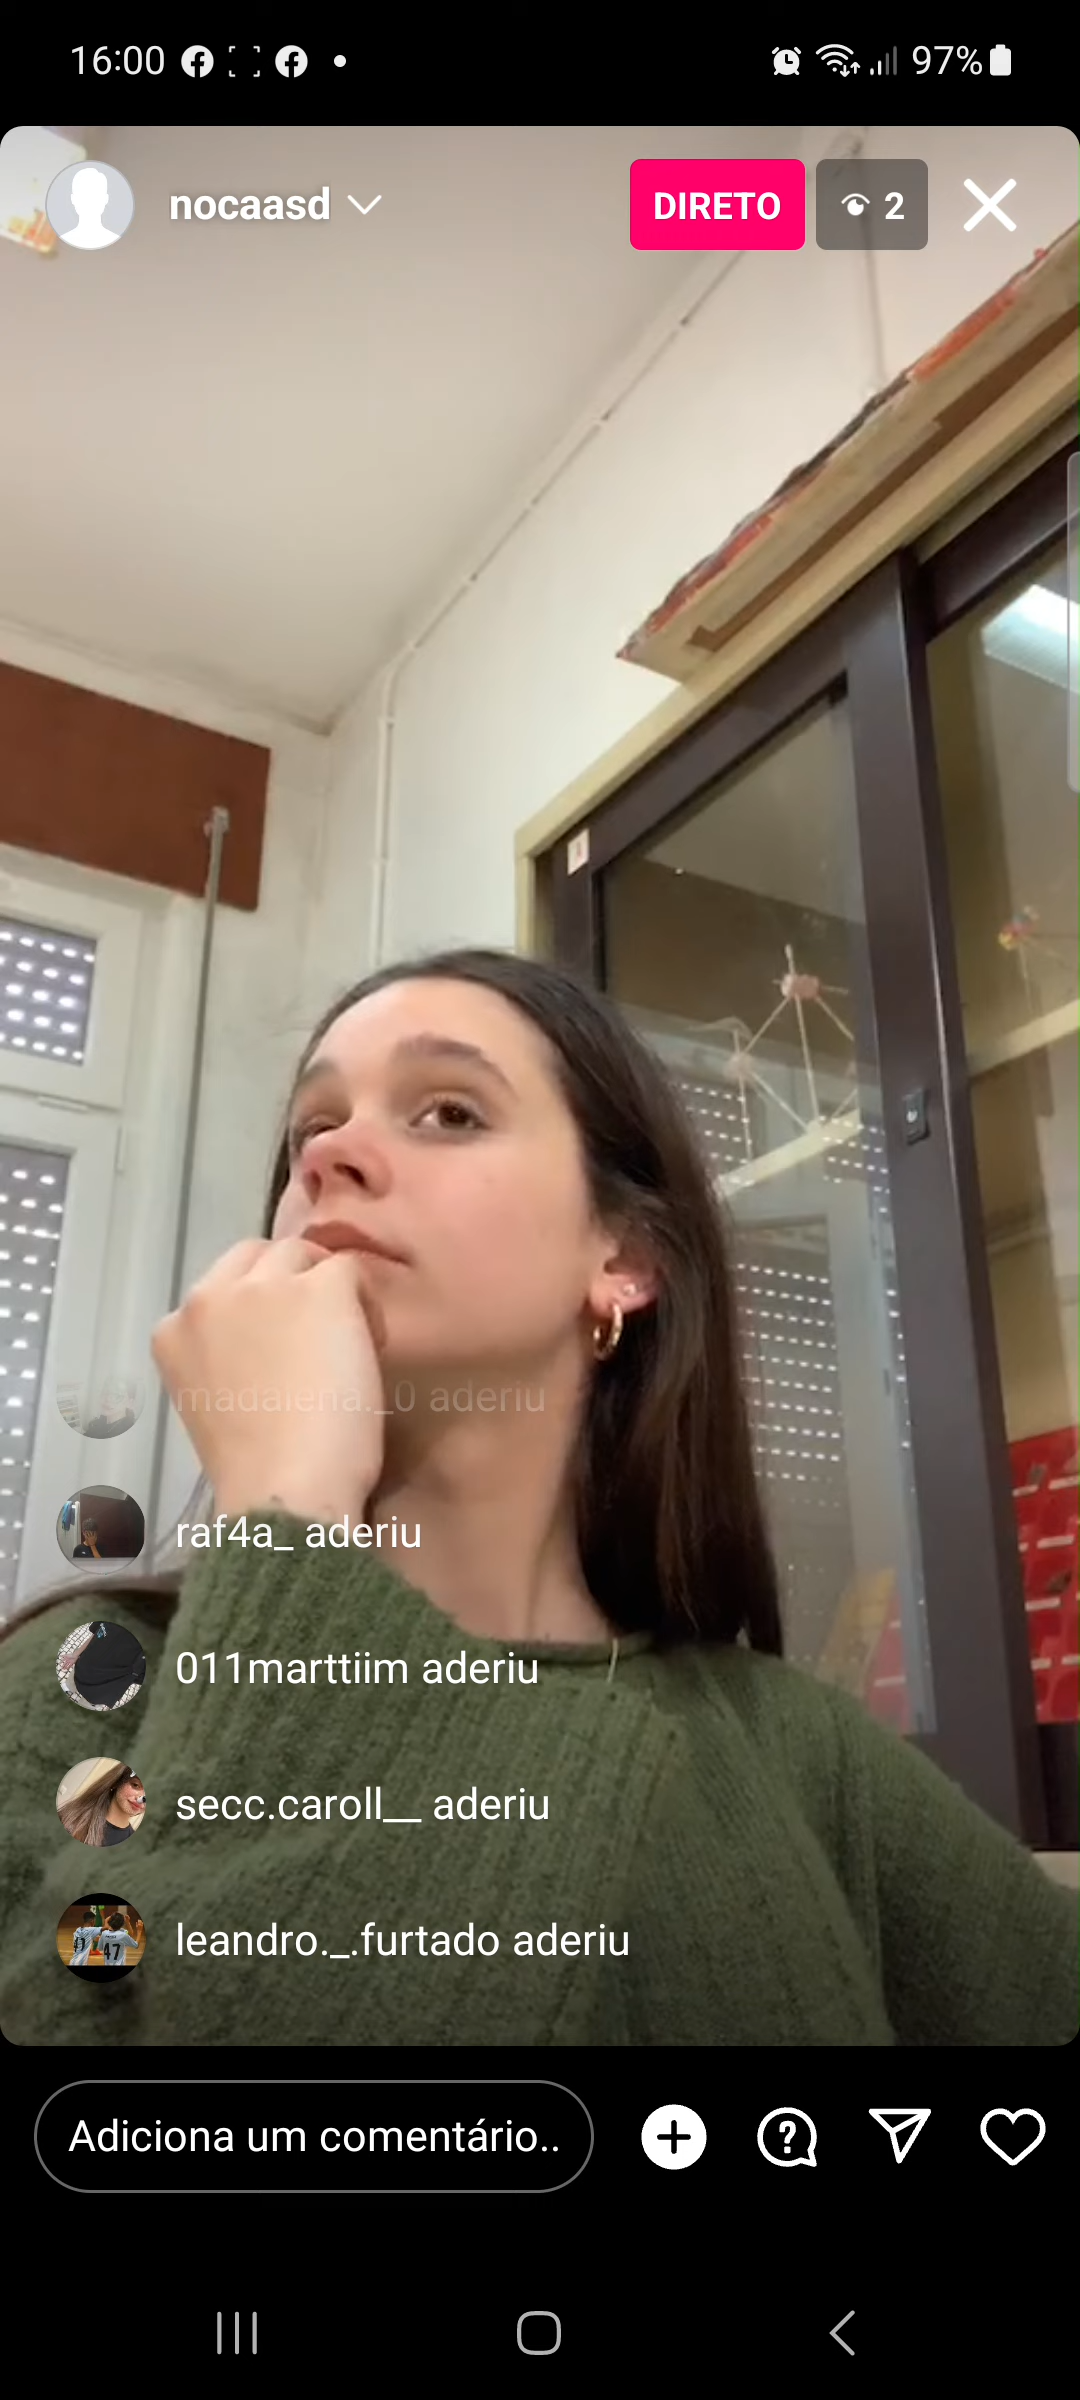 16:00
97%
nocaasd
DIRETO
2
madalena._0 aderiu
raf4a_ aderiu
011marttiim aderiu
secc.caroll__ aderiu
leandro._.furtado aderiu
Adiciona um comentário..